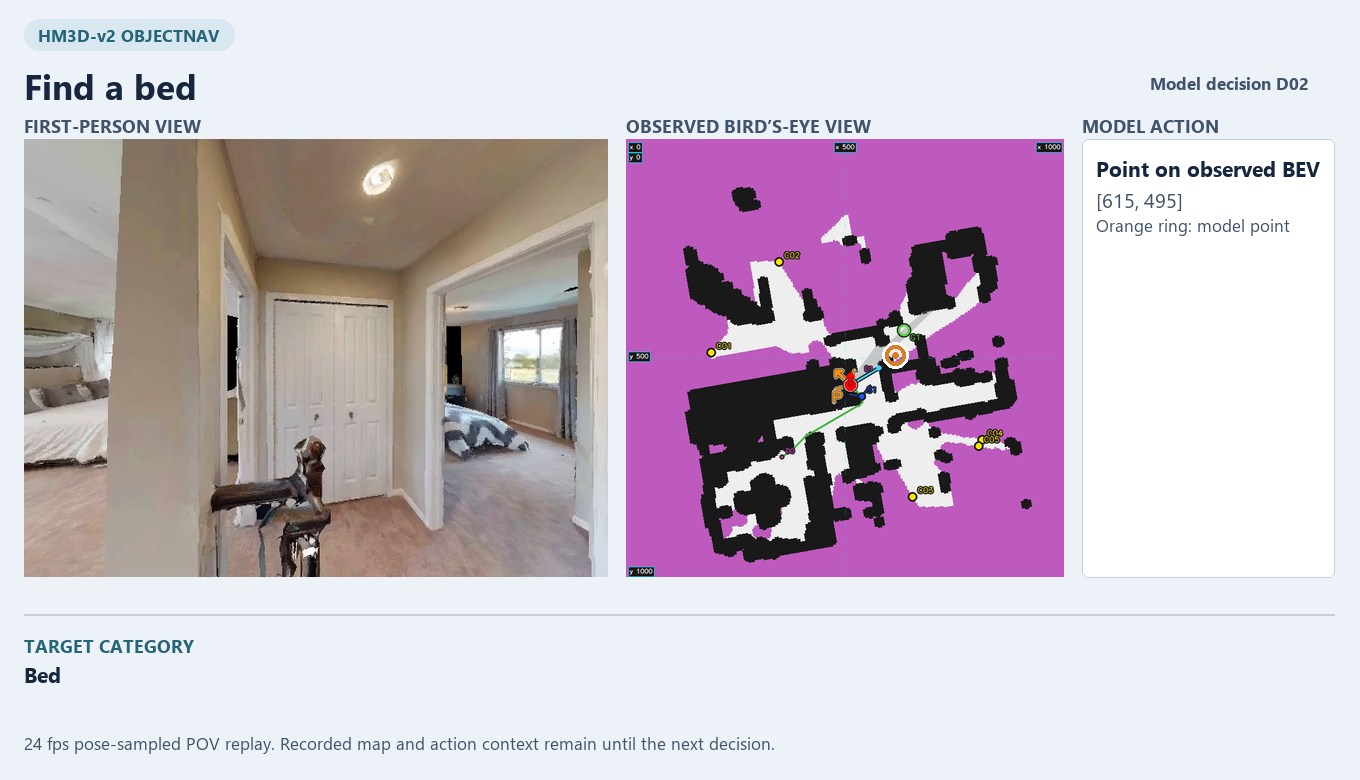 HM3D-v2 OBJECTNAV
Find a bed
Model decision D02
FIRST-PERSON VIEW
OBSERVED BIRD'S-EYE VIEW
MODEL ACTION
x 0
y 0
x 500
x 1000
y 500
y 1000
C02
C01
C04
C05
C03
Point on observed BEV
[615, 495]
Orange ring: model point
TARGET CATEGORY
Bed
24 fps pose-sampled POV replay. Recorded map and action context remain until the next decision.